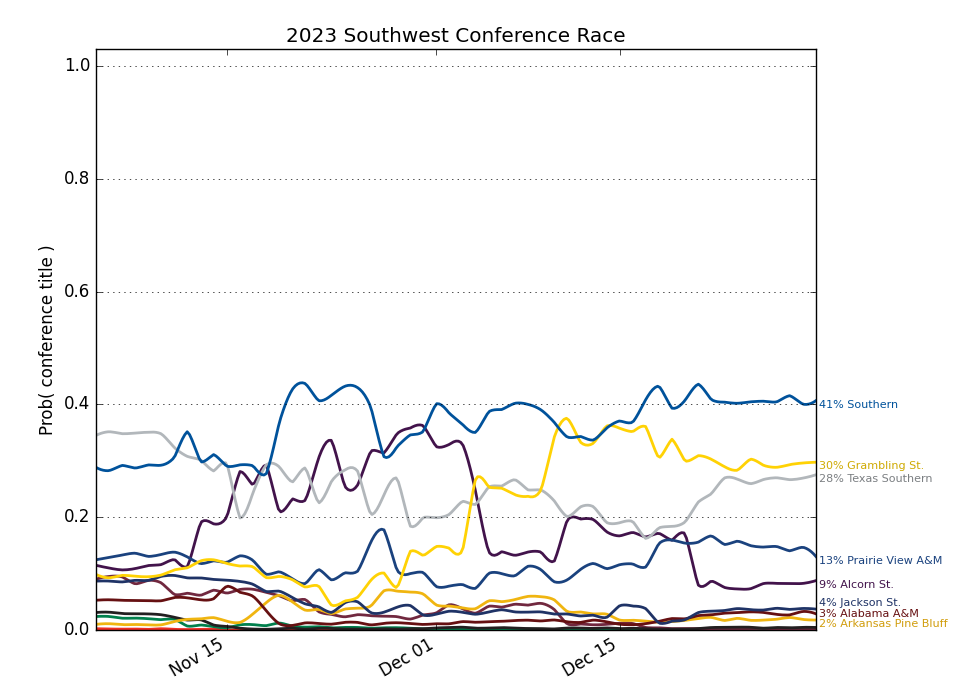 2023 Southwest Conference Race
1.0
0.8
0.6
0.4
0.2
0.0
Prob( conference title )
Nov 15
Dec 01
Dec 15
41% Southern
30% Grambling St.
28% Texas Southern
13% Prairie View A&M
9% Alcorn St.
4% Jackson St.
3% Alabama A&M
2% Arkansas Pine Bluff